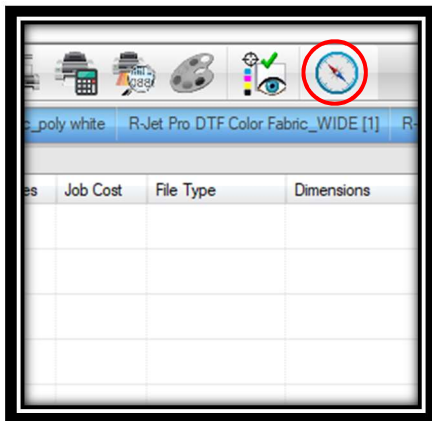 c_poly white R-Jet Pro DTF Color Fabric_WIDE [1] R-
es Job Cost File Type Dimensions